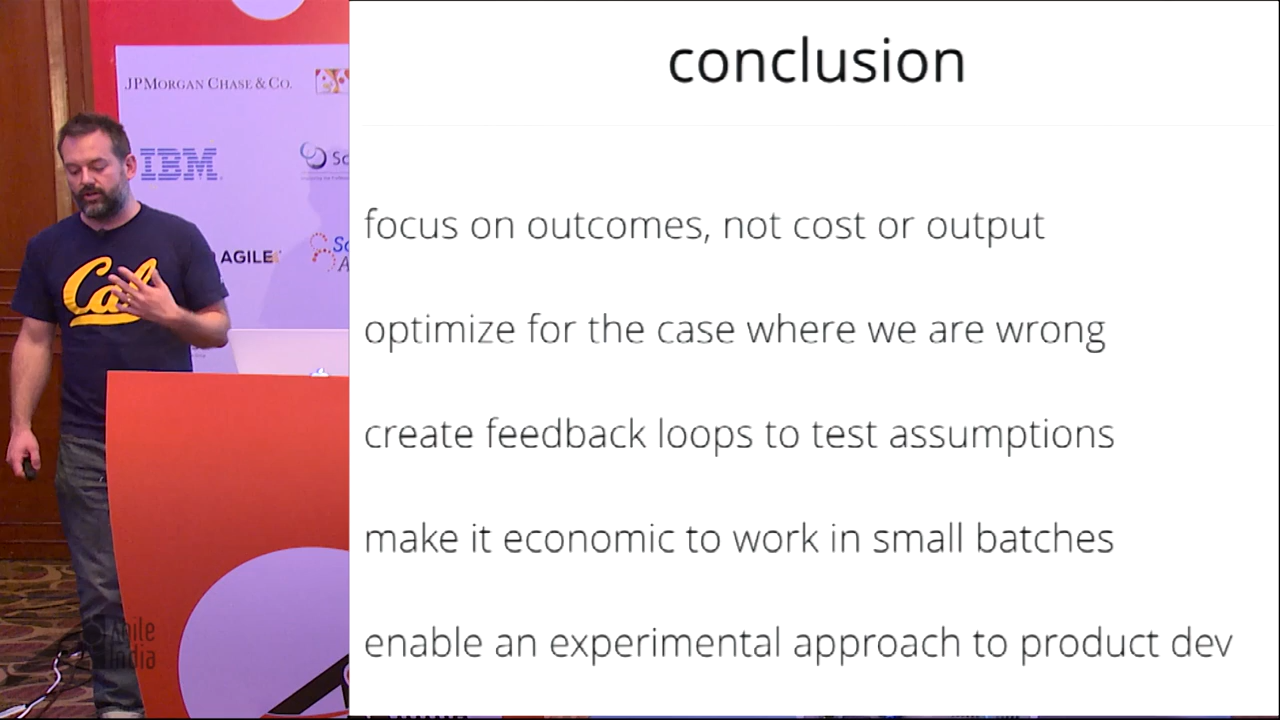 conclusion
focus on outcomes, not cost or output
optimize for the case where we are wrong
create feedback loops to test assumptions
make it economic to work in small batches
enable an experimental approach to product dev
JPMORGAN CHASE & CO.
IBM
AGILE
Cal
Agile
India